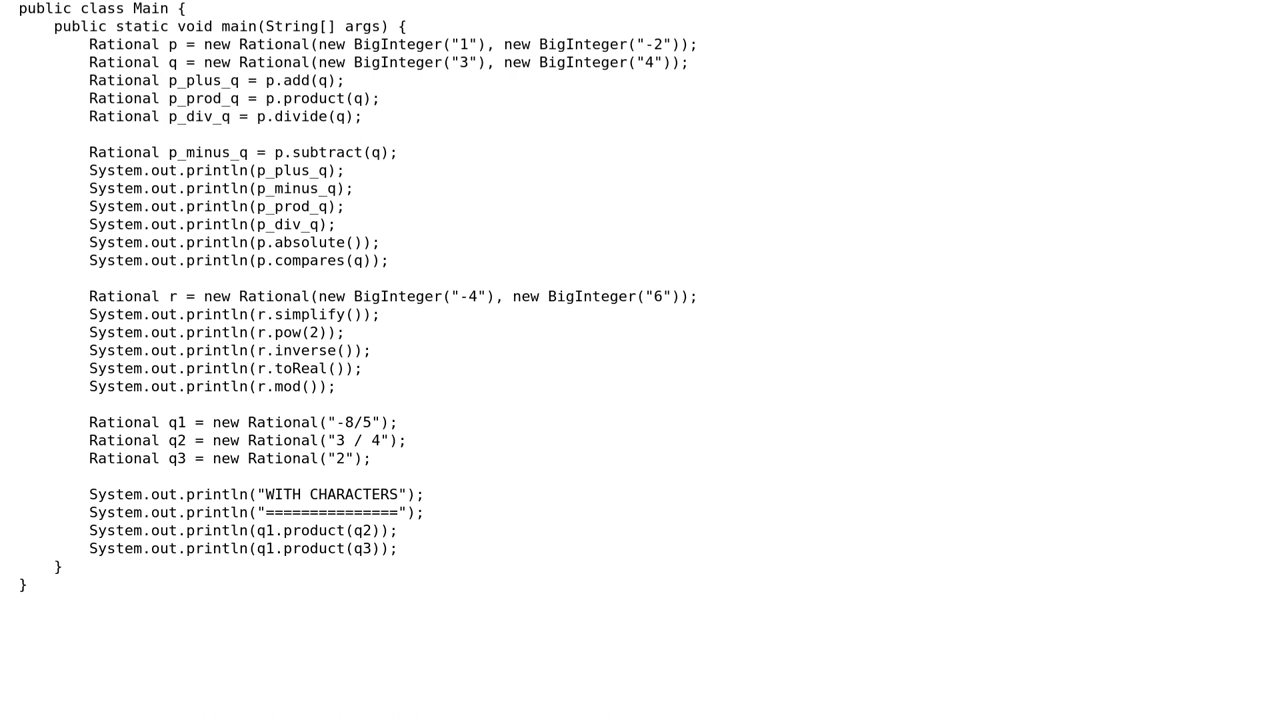 public class Main {
    public static void main(String[] args) {
        Rational p = new Rational(new BigInteger("1"), new BigInteger("-2"));
        Rational q = new Rational(new BigInteger("3"), new BigInteger("4"));
        Rational p_plus_q = p.add(q);
        Rational p_prod_q = p.product(q);
        Rational p_div_q = p.divide(q);

        Rational p_minus_q = p.subtract(q);
        System.out.println(p_plus_q);
        System.out.println(p_minus_q);
        System.out.println(p_prod_q);
        System.out.println(p_div_q);
        System.out.println(p.absolute());
        System.out.println(p.compares(q));

        Rational r = new Rational(new BigInteger("-4"), new BigInteger("6"));
        System.out.println(r.simplify());
        System.out.println(r.pow(2));
        System.out.println(r.inverse());
        System.out.println(r.toReal());
        System.out.println(r.mod());

        Rational q1 = new Rational("-8/5");
        Rational q2 = new Rational("3 / 4");
        Rational q3 = new Rational("2");

        System.out.println("WITH CHARACTERS");
        System.out.println("===============");
        System.out.println(q1.product(q2));
        System.out.println(q1.product(q3));
    }
}